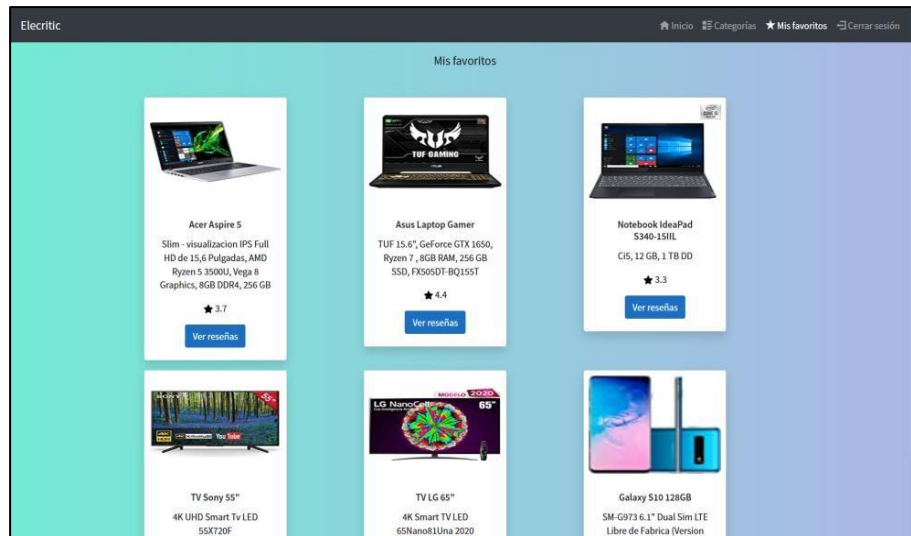 Elecritic
Inicio Categorías Mis favoritos Cerrar sesión
Mis favoritos
Acer Aspire 5
Slim - visualizacion IPS Full
HD de 15,6 Pulgadas, AMD
Ryzen 5 3500U, Vega 8
Graphics, 8GB DDR4, 256 GB
3.7
Ver reseñas
TUF GAMING
Asus Laptop Gamer
TUF 15.6", GeForce GTX 1650,
Ryzen 7 , 8GB RAM, 256 GB
SSD, FX505DT-BQ155T
4.4
Ver reseñas
Notebook IdeaPad
S340-15IIL
Ci5, 12 GB, 1 TB DD
3.3
Ver reseñas
SONY
55"
YouTube
TV Sony 55"
4K UHD Smart Tv LED
55X720F
MODELO 2020
LG NanoCell
65"
TV LG 65"
4K Smart TV LED
65Nano81Una 2020
Galaxy S10 128GB
SM-G973 6.1" Dual Sim LTE
Libre de Fabrica (Version